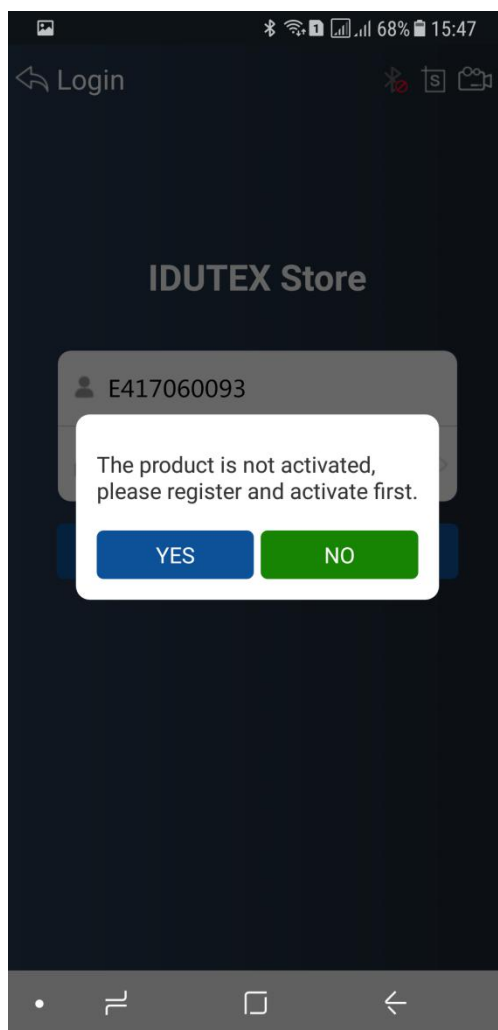 1 68% 15:47
Login
S
IDUTEX Store
E417060093
The product is not activated,
please register and activate first.
YES NO